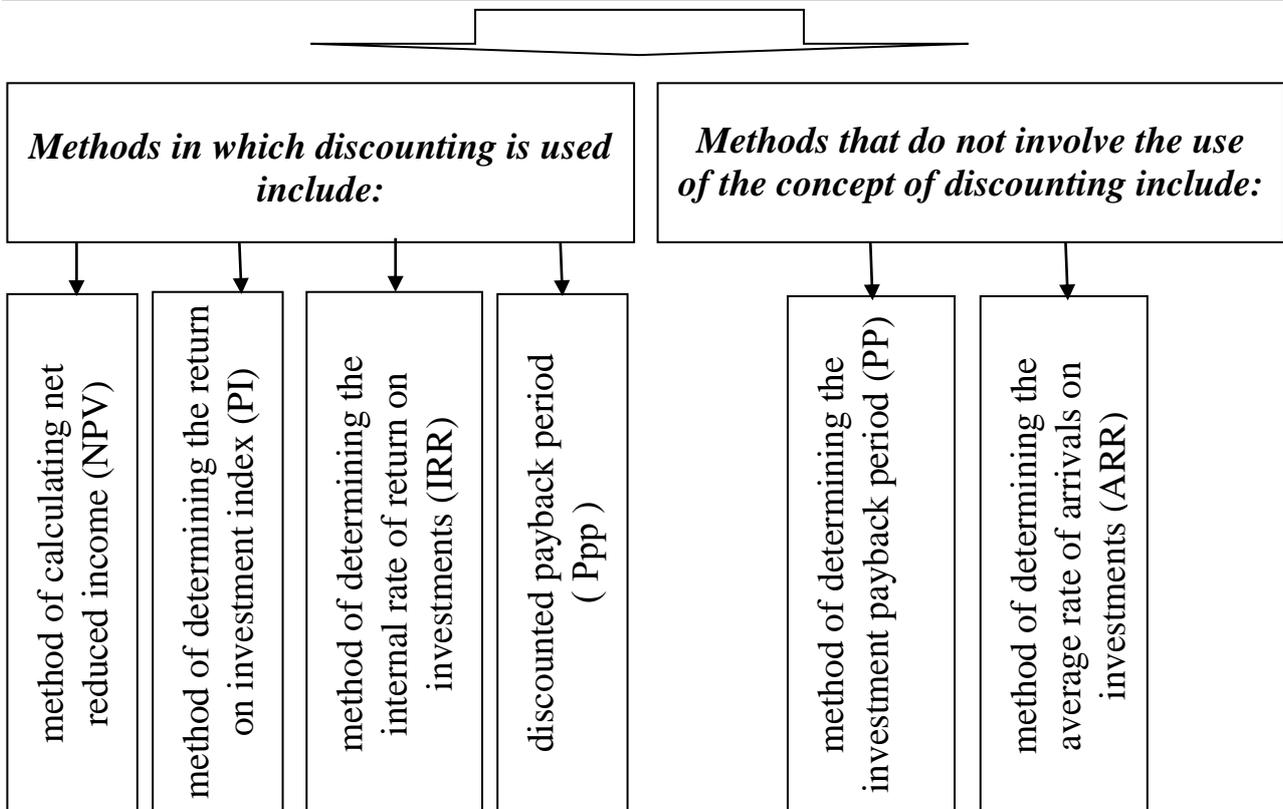 Methods in which discounting is used
include:
Methods that do not involve the use
of the concept of discounting include:
method of calculating net
reduced income (NPV)
method of determining the return
on investment index (PI)
method of determining the
internal rate of return on
investments (IRR)
discounted payback period
( Ppp )
method of determining the
investment payback period (PP)
method of determining the
average rate of arrivals on
investments (ARR)